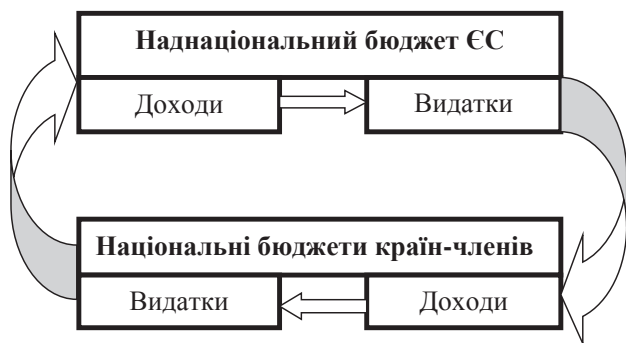 Наднаціональний бюджет ЄС
Доходи
Видатки
Національні бюджети країн-членів
Видатки
Доходи